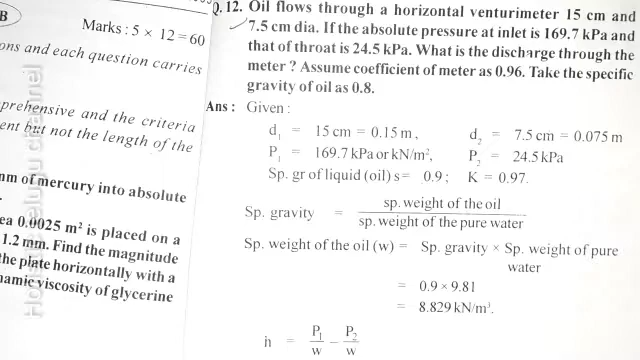 B
Marks : 5 × 12 = 60
ons and each question carries
prehensive and the criteria
ent but not the length of the
nm of mercury into absolute
ea 0.0025 m² is placed on a
1.2 mm. Find the magnitude
the plate horizontally with a
namic viscosity of glycerine
Q. 12. Oil flows through a horizontal venturimeter 15 cm and
7.5 cm dia. If the absolute pressure at inlet is 169.7 kPa and
that of throat is 24.5 kPa. What is the discharge through the
meter ? Assume coefficient of meter as 0.96. Take the specific
gravity of oil as 0.8.
Ans : Given :
d₁ = 15 cm = 0.15 m, d₂ = 7.5 cm = 0.075 m
P₁ = 169.7 kPa or kN/m², P₂ = 24.5 kPa
Sp. gr of liquid (oil) s = 0.9 ; K = 0.97.
Sp. gravity = sp. weight of the oil / sp. weight of the pure water
Sp. weight of the oil (w) = Sp. gravity × Sp. weight of pure
water
= 0.9 × 9.81
= 8.829 kN/m³.
h = P₁/w − P₂/w